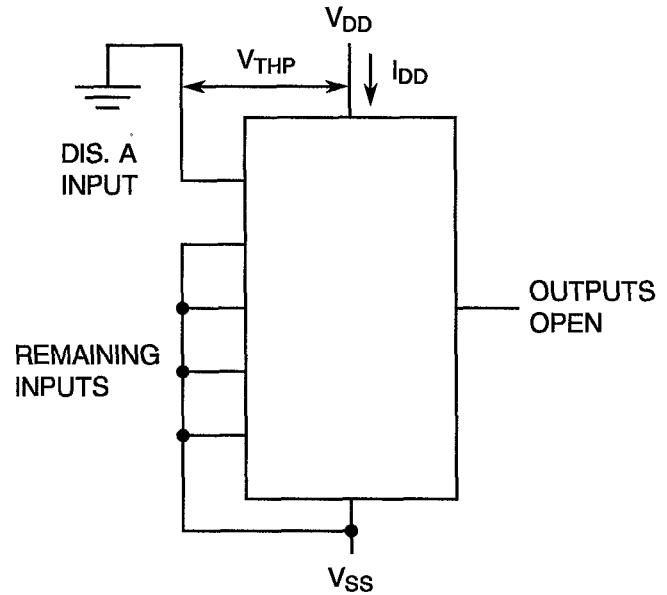 VDD
VTHP
IDD
DIS. A
INPUT
OUTPUTS
OPEN
REMAINING
INPUTS
VSS